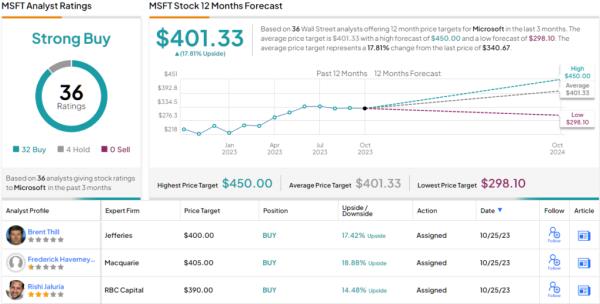 MSFT Analyst Ratings
Strong Buy
36
Ratings
32 Buy 4 Hold 0 Sell
Based on 36 analysts giving stock ratings
to Microsoft in the past 3 months
MSFT Stock 12 Months Forecast
$401.33
▲(17.81% Upside)
Based on 36 Wall Street analysts offering 12 month price targets for Microsoft in the last 3 months. The
average price target is $401.33 with a high forecast of $450.00 and a low forecast of $298.10. The
average price target represents a 17.81% change from the last price of $340.67
Past 12 Months 12 Months Forecast
$451
$392.8
$334.5
$276.3
$218
Jan
2023
Apr
2023
Jul
2023
Oct
2023
Oct
2024
High
$450.00
Average
$401.33
Low
$298.10
Highest Price Target $450.00 Average Price Target $401.33 Lowest Price Target $298.10
Analyst Profile Expert Firm Price Target Position Upside / Downside Action Date ▼ Follow Article
Brent Thill Jefferies $400.00 BUY 17.42% Upside Assigned 10/25/23 Follow
Frederick Haverney... Macquarie $405.00 BUY 18.88% Upside Assigned 10/25/23 Follow
Rishi Jaluria RBC Capital $390.00 BUY 14.48% Upside Assigned 10/25/23 Follow